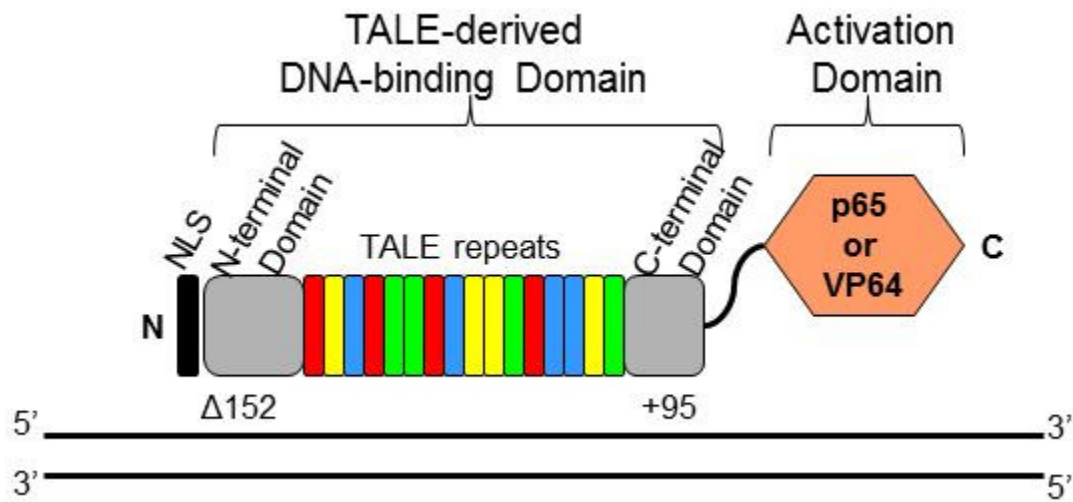 TALE-derived
DNA-binding Domain
Activation
Domain
NLS
N-terminal
Domain
TALE repeats
C-terminal
Domain
p65
or
VP64
N
C
Δ152
+95
5’
3’
3’
5’